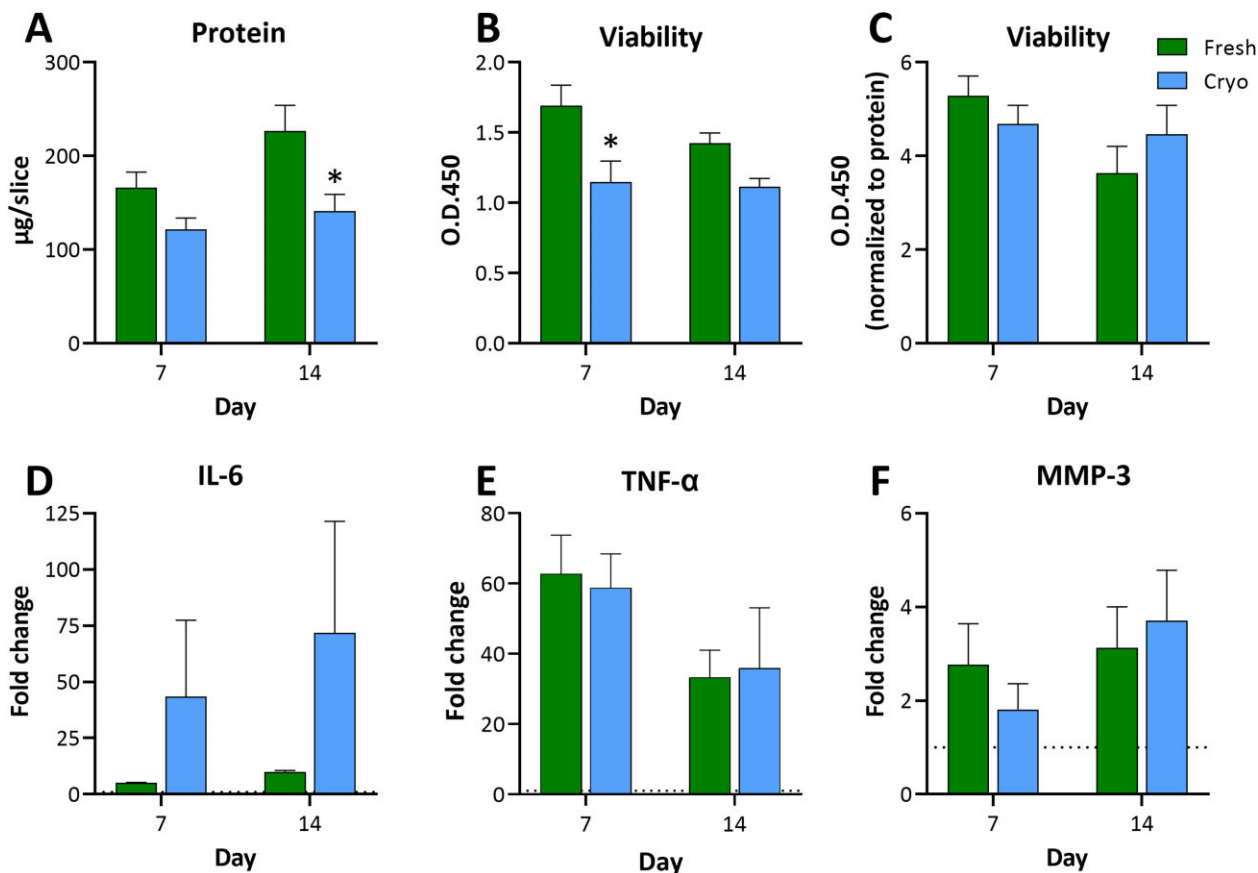 A
Protein
µg/slice
300
200
100
0
*
7
14
Day
B
Viability
O.D.450
2.0
1.5
1.0
0.5
0.0
*
7
14
Day
C
Viability
O.D.450
(normalized to protein)
6
4
2
0
7
14
Day
Fresh
Cryo
D
IL-6
Fold change
125
100
75
50
25
0
7
14
Day
E
TNF-α
Fold change
80
60
40
20
0
7
14
Day
F
MMP-3
Fold change
6
4
2
0
7
14
Day